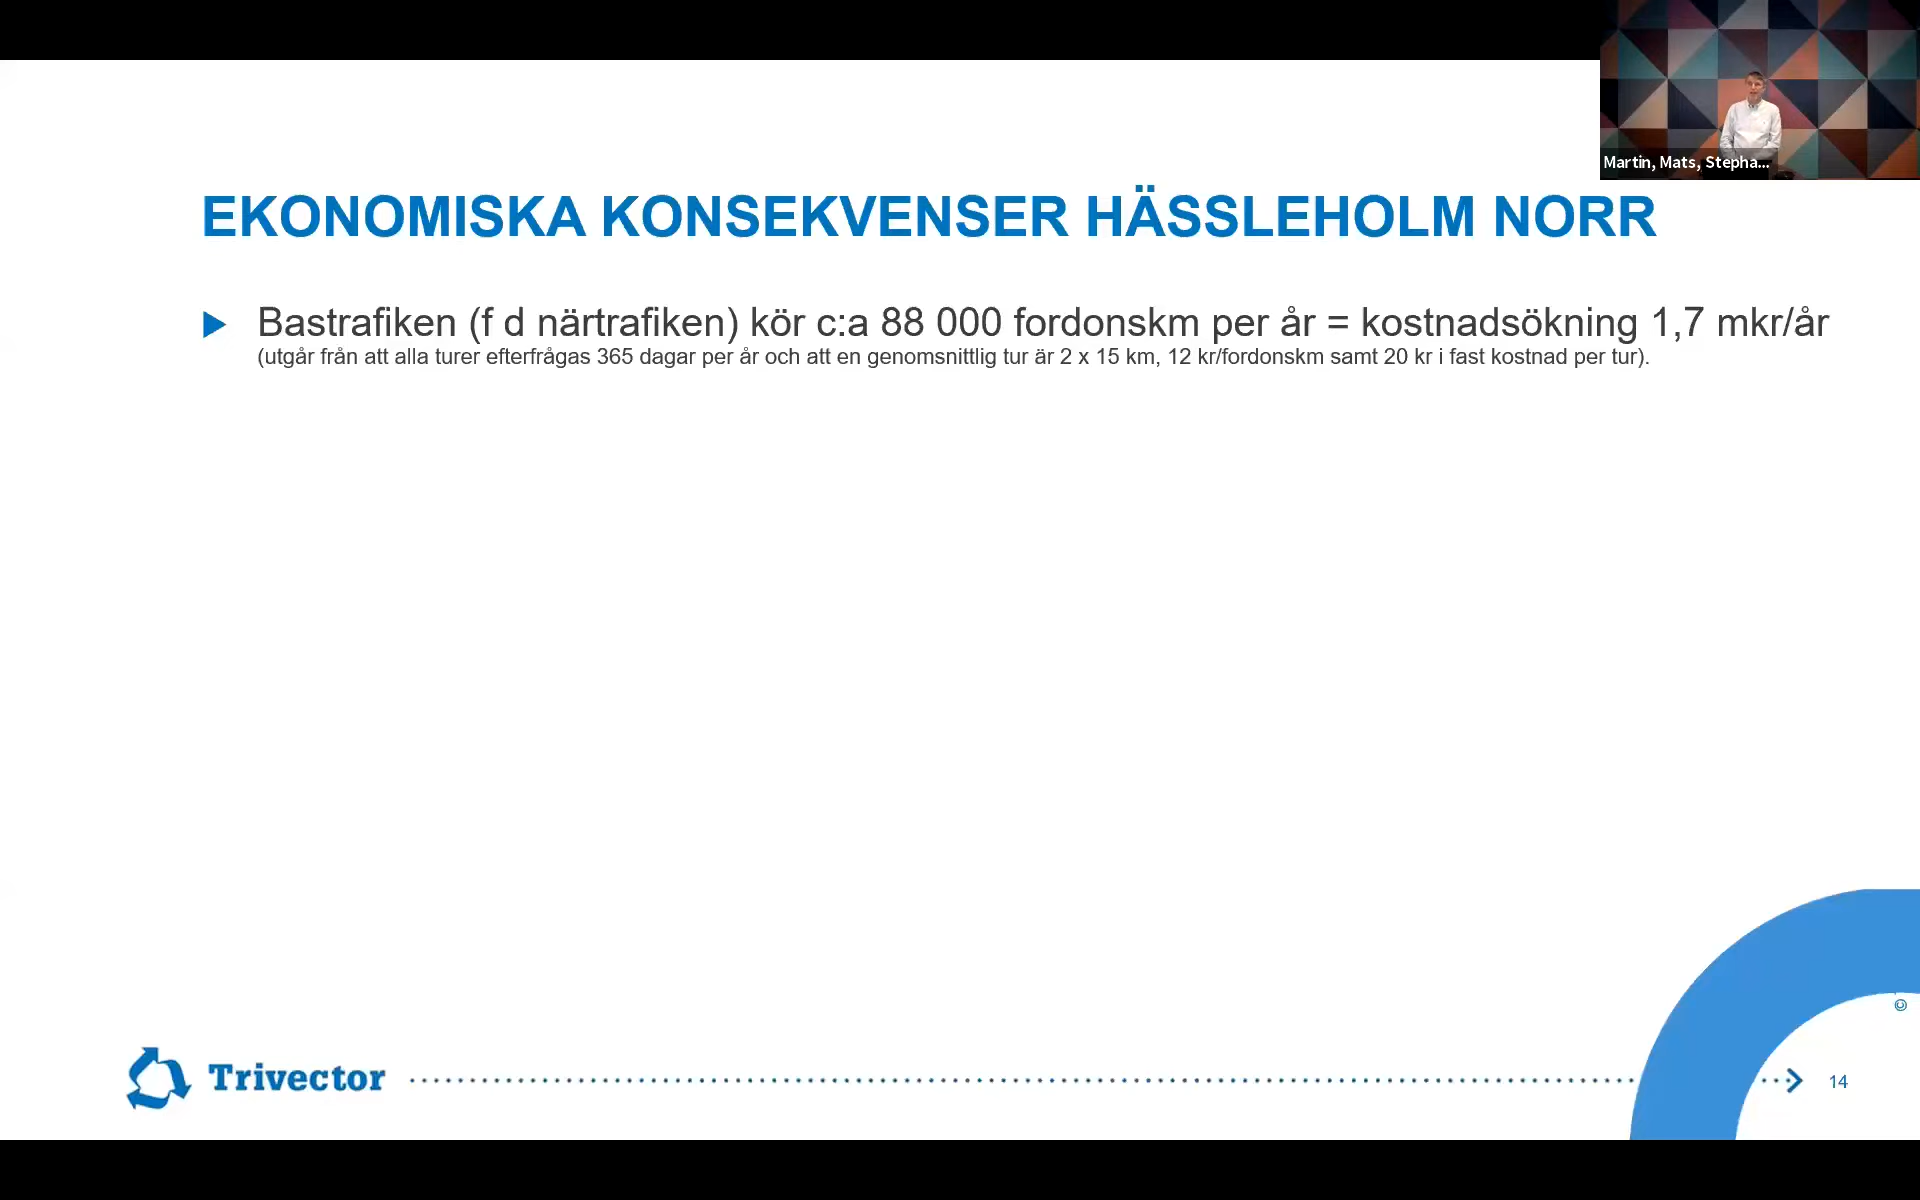 Martin, Mats, Stepha...
EKONOMISKA KONSEKVENSER HÄSSLEHOLM NORR
Bastrafiken (f d närtrafiken) kör c:a 88 000 fordonskm per år = kostnadsökning 1,7 mkr/år
(utgår från att alla turer efterfrågas 365 dagar per år och att en genomsnittlig tur är 2 x 15 km, 12 kr/fordonskm samt 20 kr i fast kostnad per tur).
©
Trivector
14